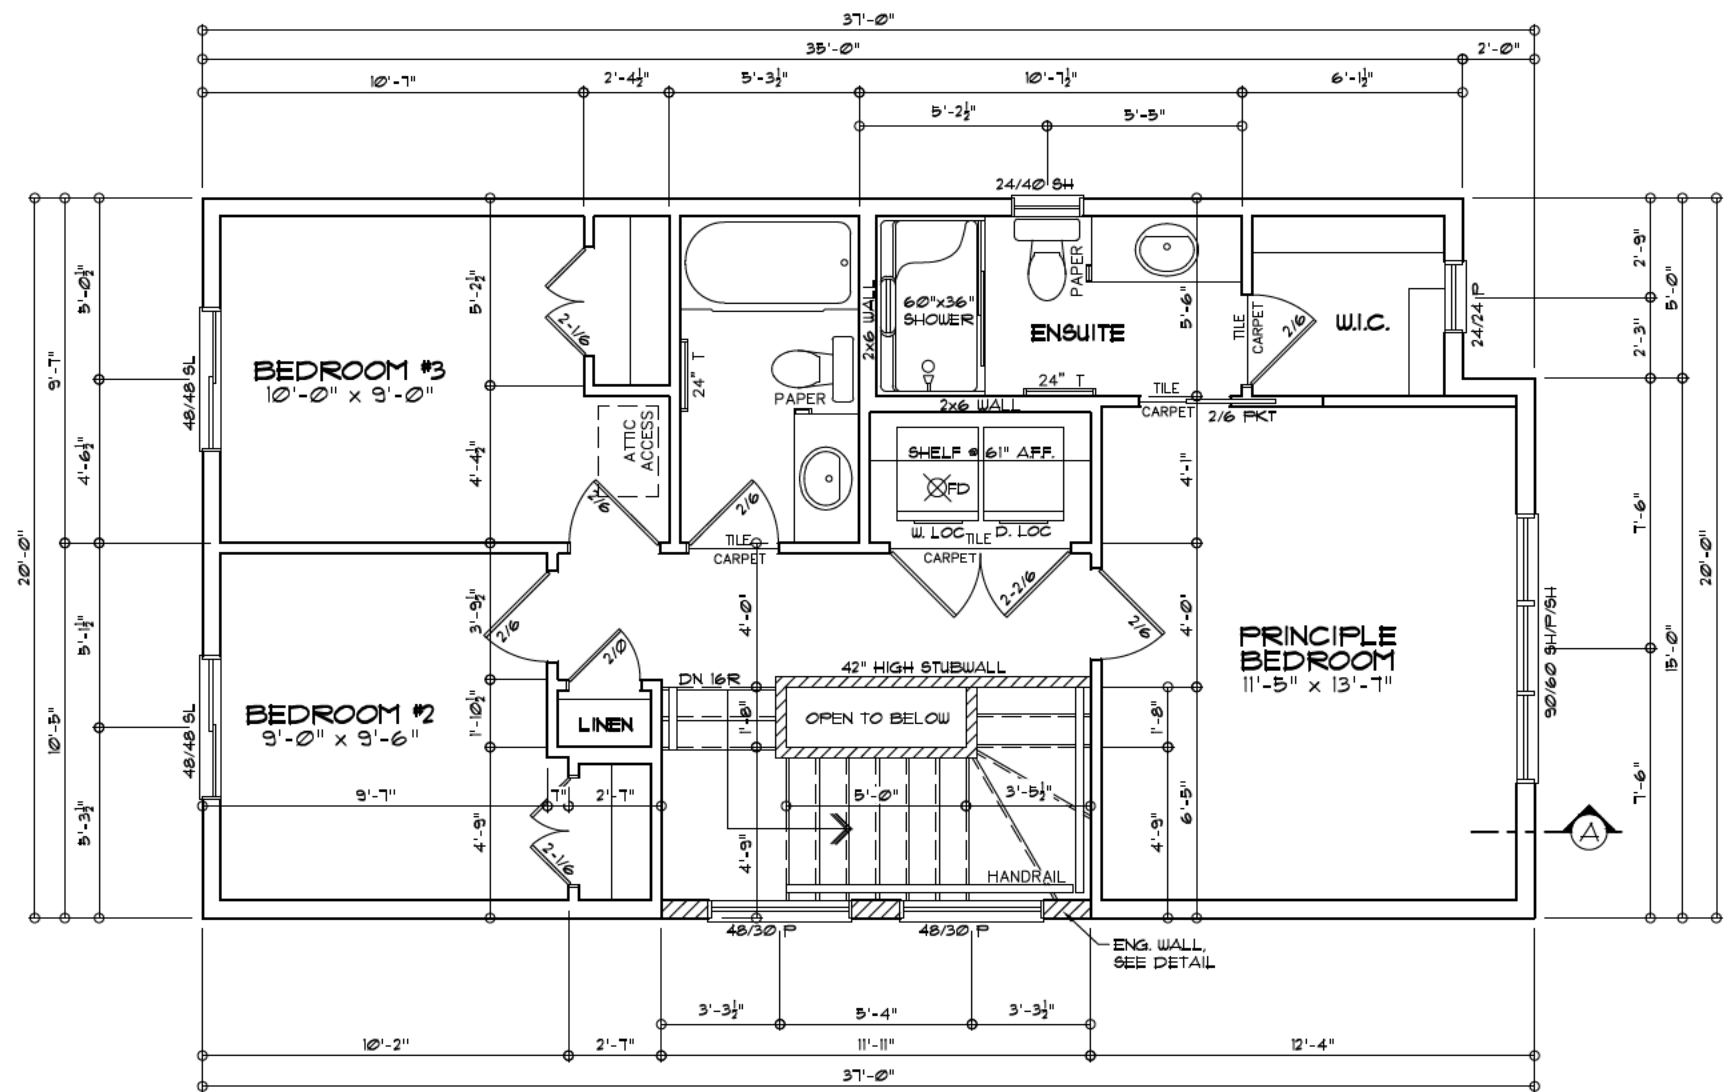 37'-0"
35'-0"
2'-0"
10'-7"
2'-4½"
5'-3½"
10'-7½"
6'-1½"
5'-2½"
5'-5"
24/40 SH
20'-0"
9'-7"
10'-5"
5'-0½"
4'-6½"
5'-1½"
5'-3½"
48/48 SL
48/48 SL
BEDROOM #3
10'-0" x 9'-0"
5'-2½"
4'-4½"
2-1/6
ATTIC
ACCESS
2/6
24" T
PAPER
2/6
TILE
CARPET
2x6 WALL
60"x36"
SHOWER
ENSUITE
PAPER
24" T
5'-6"
TILE
CARPET
2/6
W.I.C.
24/24 P
2x6 WALL
TILE
CARPET
2/6 PKT
SHELF @ 61" A.F.F.
FD
W. LOC
D. LOC
TILE
CARPET
2-2/6
4'-1"
2'-9"
2'-3"
5'-0"
7'-6"
7'-6"
15'-0"
20'-0"
90/60 SH/P/SH
BEDROOM #2
9'-0" x 9'-6"
3'-9½"
1'-10½"
4'-9"
2/6
2/0
LINEN
9'-7"
7"
2'-7"
2-1/6
4'-0"
42" HIGH STUBWALL
DN 16R
OPEN TO BELOW
1'-8"
4'-9"
5'-0"
3'-5½"
HANDRAIL
2/6
4'-0"
PRINCIPLE
BEDROOM
11'-5" x 13'-7"
1'-8"
4'-9"
6'-5"
A
48/30 P
48/30 P
ENG. WALL,
SEE DETAIL
3'-3½"
5'-4"
3'-3½"
10'-2"
2'-7"
11'-11"
12'-4"
37'-0"